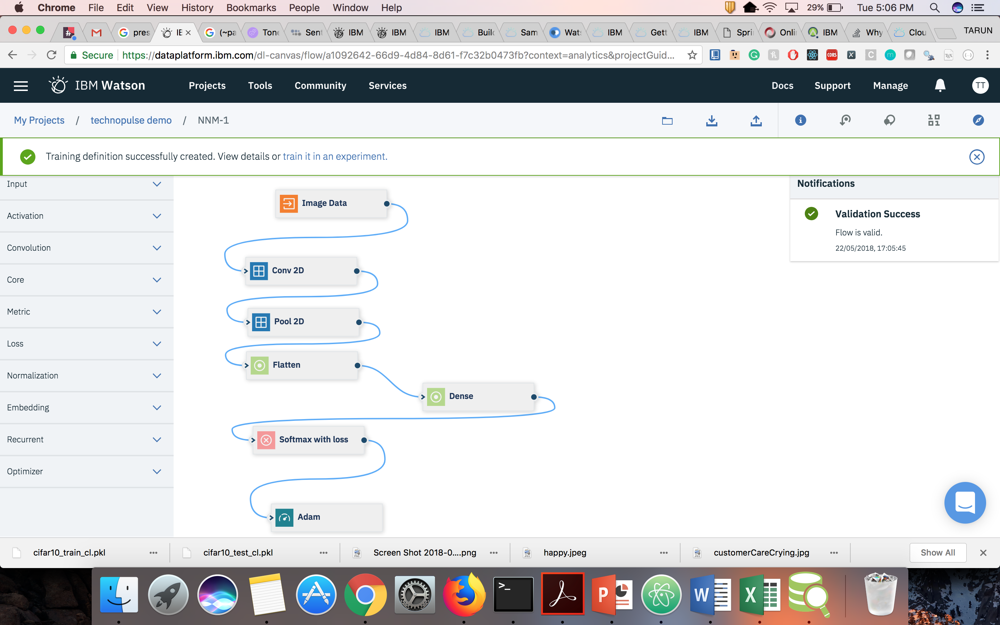 Chrome File Edit View History Bookmarks People Window Help 29% Tue 5:06 PM
# pres IE (~pa Tone Sent IBM IBM IBM Build Sam Wats IBM Gett IBM Sprin Onlin IBM Why Clou TARUN
Secure https://dataplatform.ibm.com/dl-canvas/flow/a1092642-66d9-4d84-8d61-f7c32b0473fb?context=analytics&projectGuid... CORS X C m TEX {...}
IBM Watson Projects Tools Community Services Docs Support Manage TT
My Projects / technopulse demo / NNM-1
Training definition successfully created. View details or train it in an experiment.
Input
Activation
Convolution
Core
Metric
Loss
Normalization
Embedding
Recurrent
Optimizer
Image Data
Conv 2D
Pool 2D
Flatten
Dense
Softmax with loss
Adam
Notifications
Validation Success
Flow is valid.
22/05/2018, 17:05:45
cifar10_train_cl.pkl cifar10_test_cl.pkl Screen Shot 2018-0....png happy.jpeg customerCareCrying.jpg Show All
>_ P W X